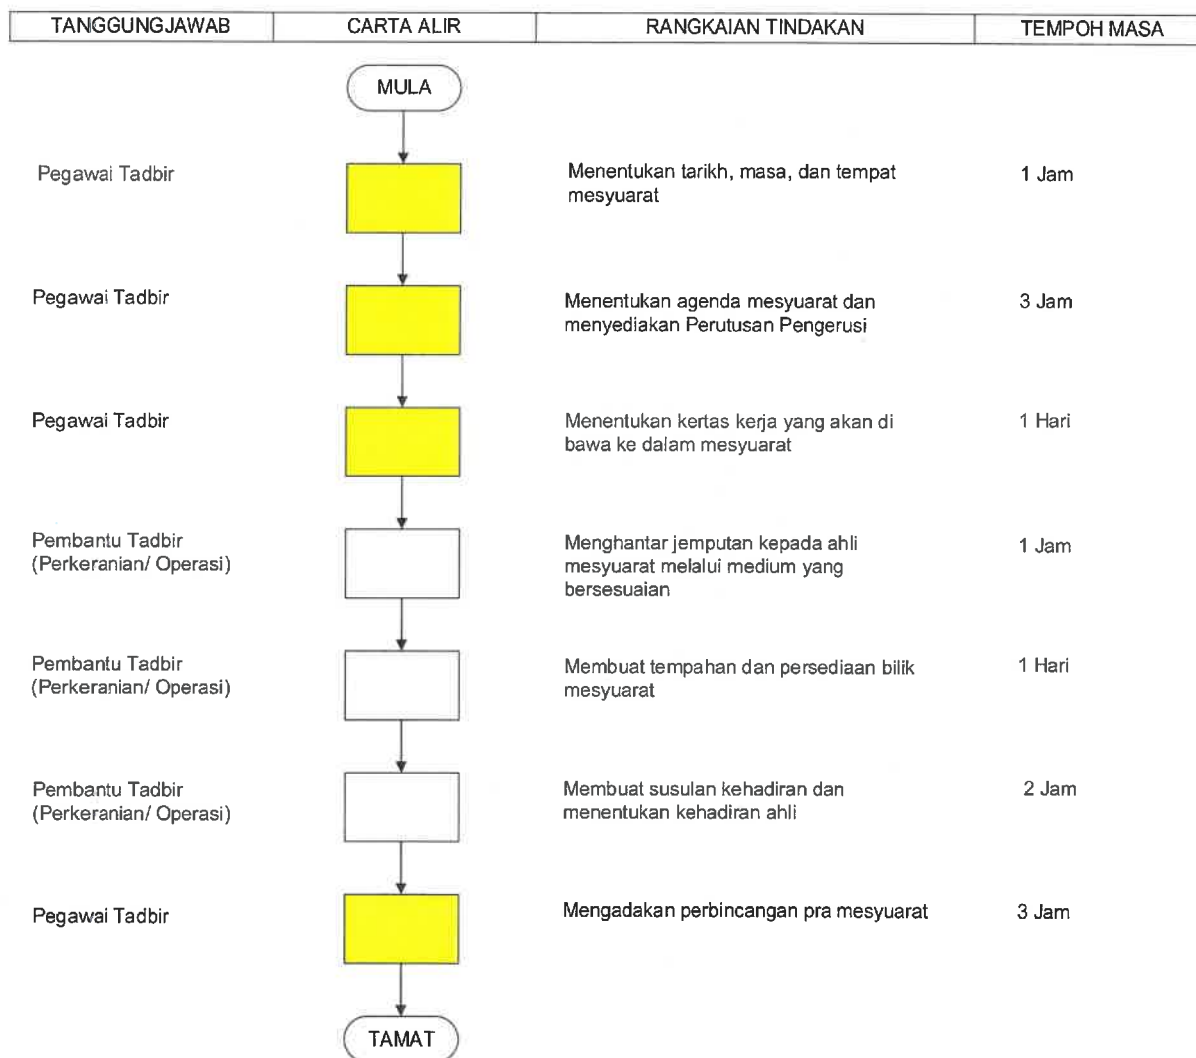 TANGGUNGJAWAB CARTA ALIR RANGKAIAN TINDAKAN TEMPOH MASA
MULA
Pegawai Tadbir Menentukan tarikh, masa, dan tempat 1 Jam
mesyuarat
Pegawai Tadbir Menentukan agenda mesyuarat dan 3 Jam
menyediakan Perutusan Pengerusi
Pegawai Tadbir Menentukan kertas kerja yang akan di 1 Hari
bawa ke dalam mesyuarat
Pembantu Tadbir Menghantar jemputan kepada ahli 1 Jam
(Perkeranian/ Operasi) mesyuarat melalui medium yang
bersesuaian
Pembantu Tadbir Membuat tempahan dan persediaan bilik 1 Hari
(Perkeranian/ Operasi) mesyuarat
Pembantu Tadbir Membuat susulan kehadiran dan 2 Jam
(Perkeranian/ Operasi) menentukan kehadiran ahli
Pegawai Tadbir Mengadakan perbincangan pra mesyuarat 3 Jam
TAMAT